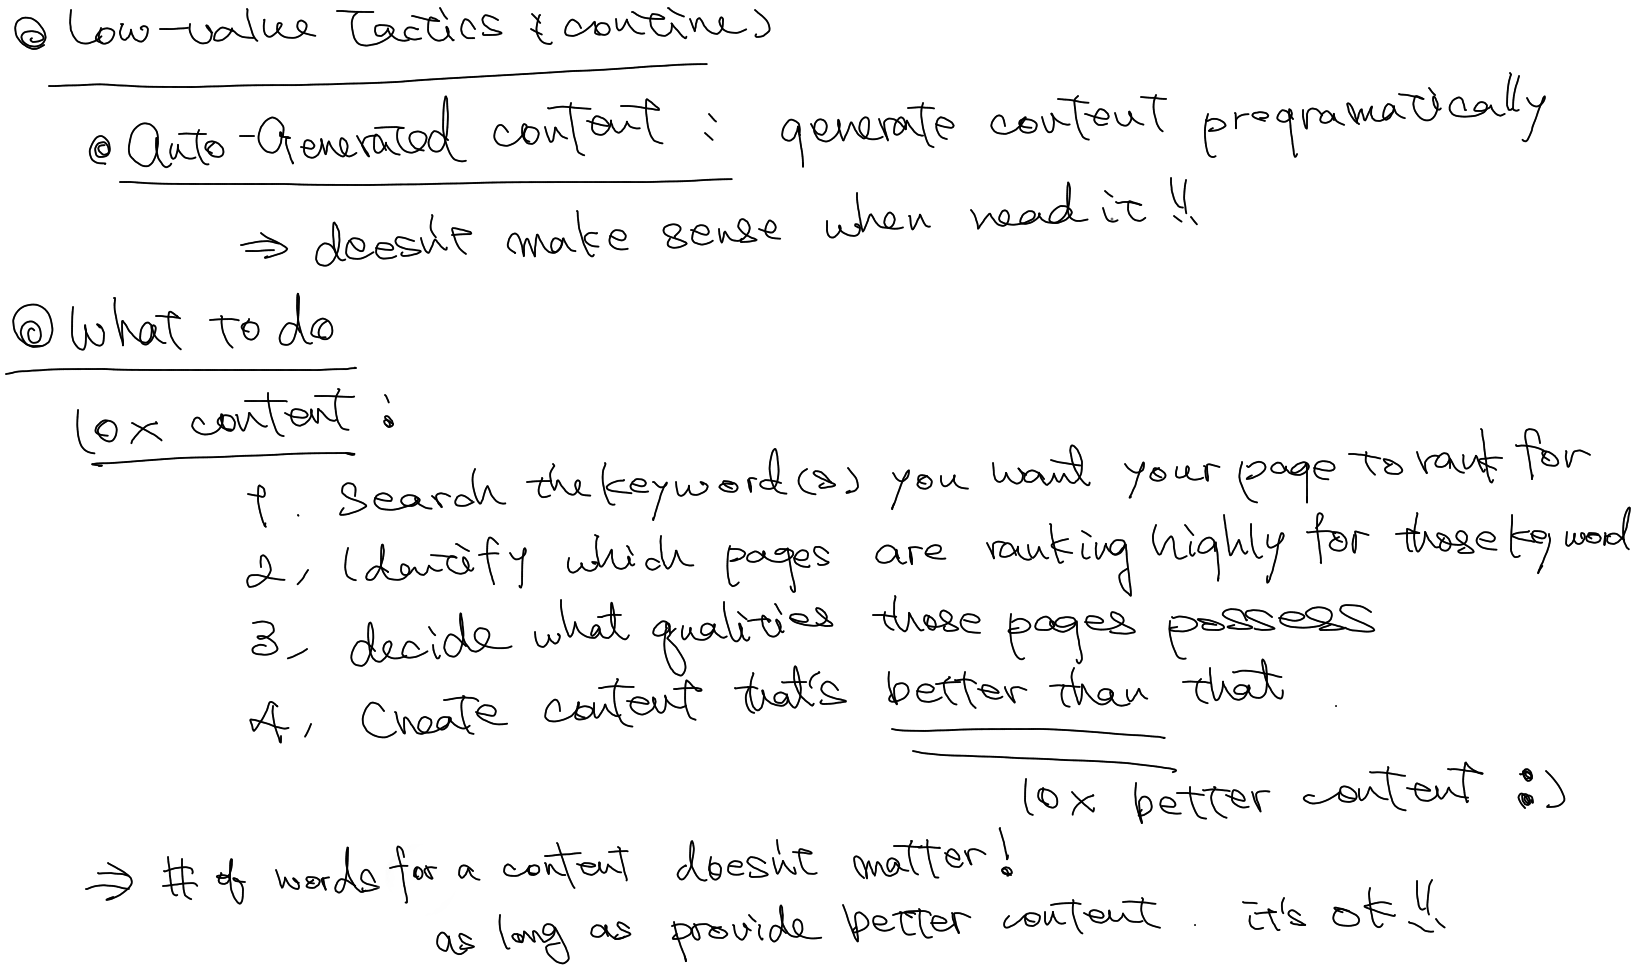 ◎ Low-value Tactics (contine)
◎ Auto-Generated content : generate content programatically
⇒ doesn't make sense when read it !!
◎ What to do
10x content :
1. Search the keyword(s) you want your page to rank for
2. Identify which pages are ranking highly for those keyword
3. decide what qualities those pages possess
4. Create content that's better than that.
10x better content :)
⇒ # of words for a content doesn't matter!
as long as provide better content. it's ok !!